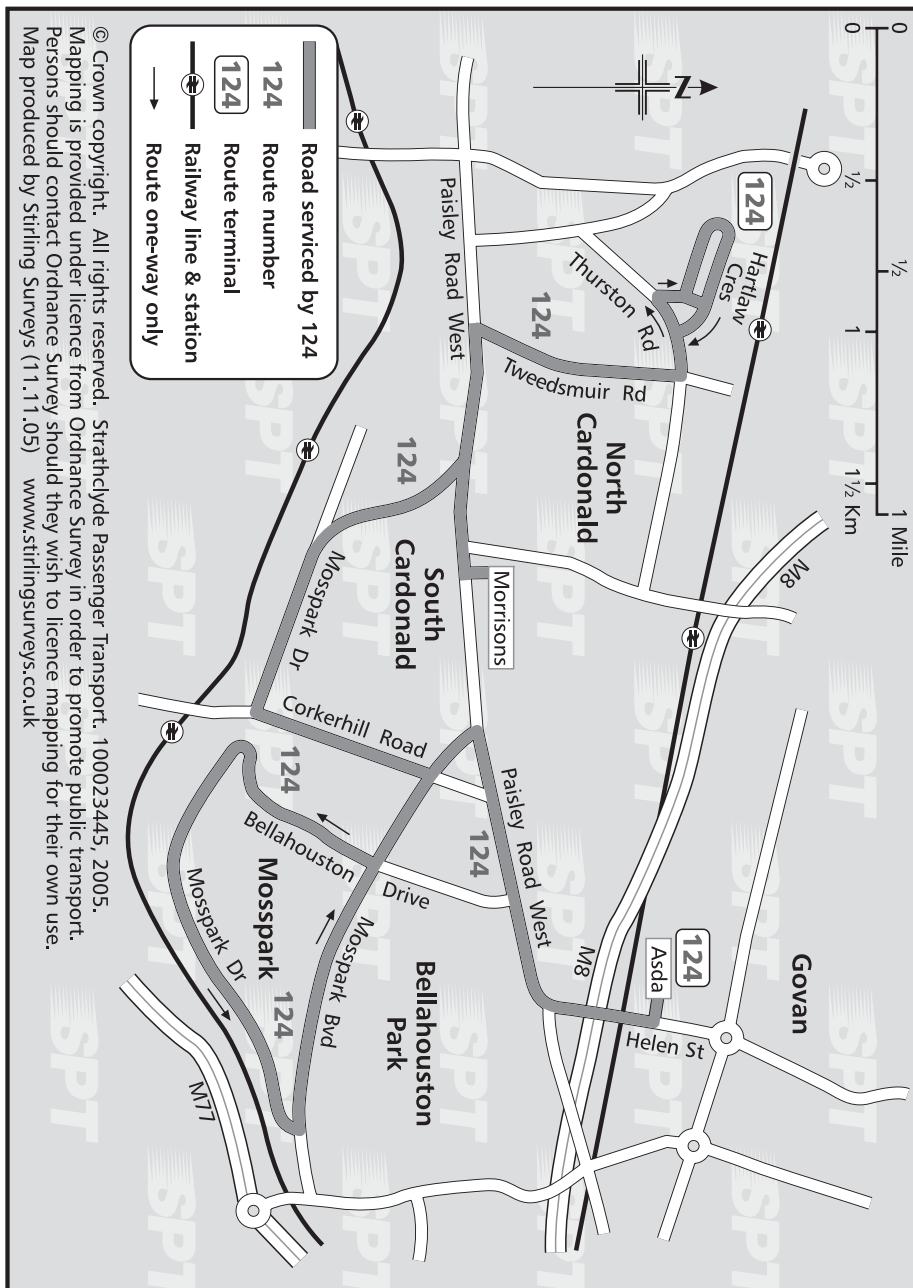 0 ½ 1 Mile
0 ½ 1 1½ Km
N
Govan
124
Asda
Helen St
M8
M8
124
Hartlaw
Cres
Thurston Rd
124
Tweedsmuir Rd
North
Cardonald
Paisley Road West
Morrisons
Paisley Road West
124
124
South
Cardonald
Mosspark Dr
Corkerhill Road
124
Bellahouston Drive
Bellahouston
Park
Mosspark Bvd
Mosspark
Mosspark Dr
124
M77
Road serviced by 124
124 Route number
124 Route terminal
Railway line & station
Route one-way only
© Crown copyright. All rights reserved. Strathclyde Passenger Transport. 100023445, 2005.
Mapping is provided under licence from Ordnance Survey in order to promote public transport.
Persons should contact Ordnance Survey should they wish to licence mapping for their own use.
Map produced by Stirling Surveys (11.11.05) www.stirlingsurveys.co.uk
SPT